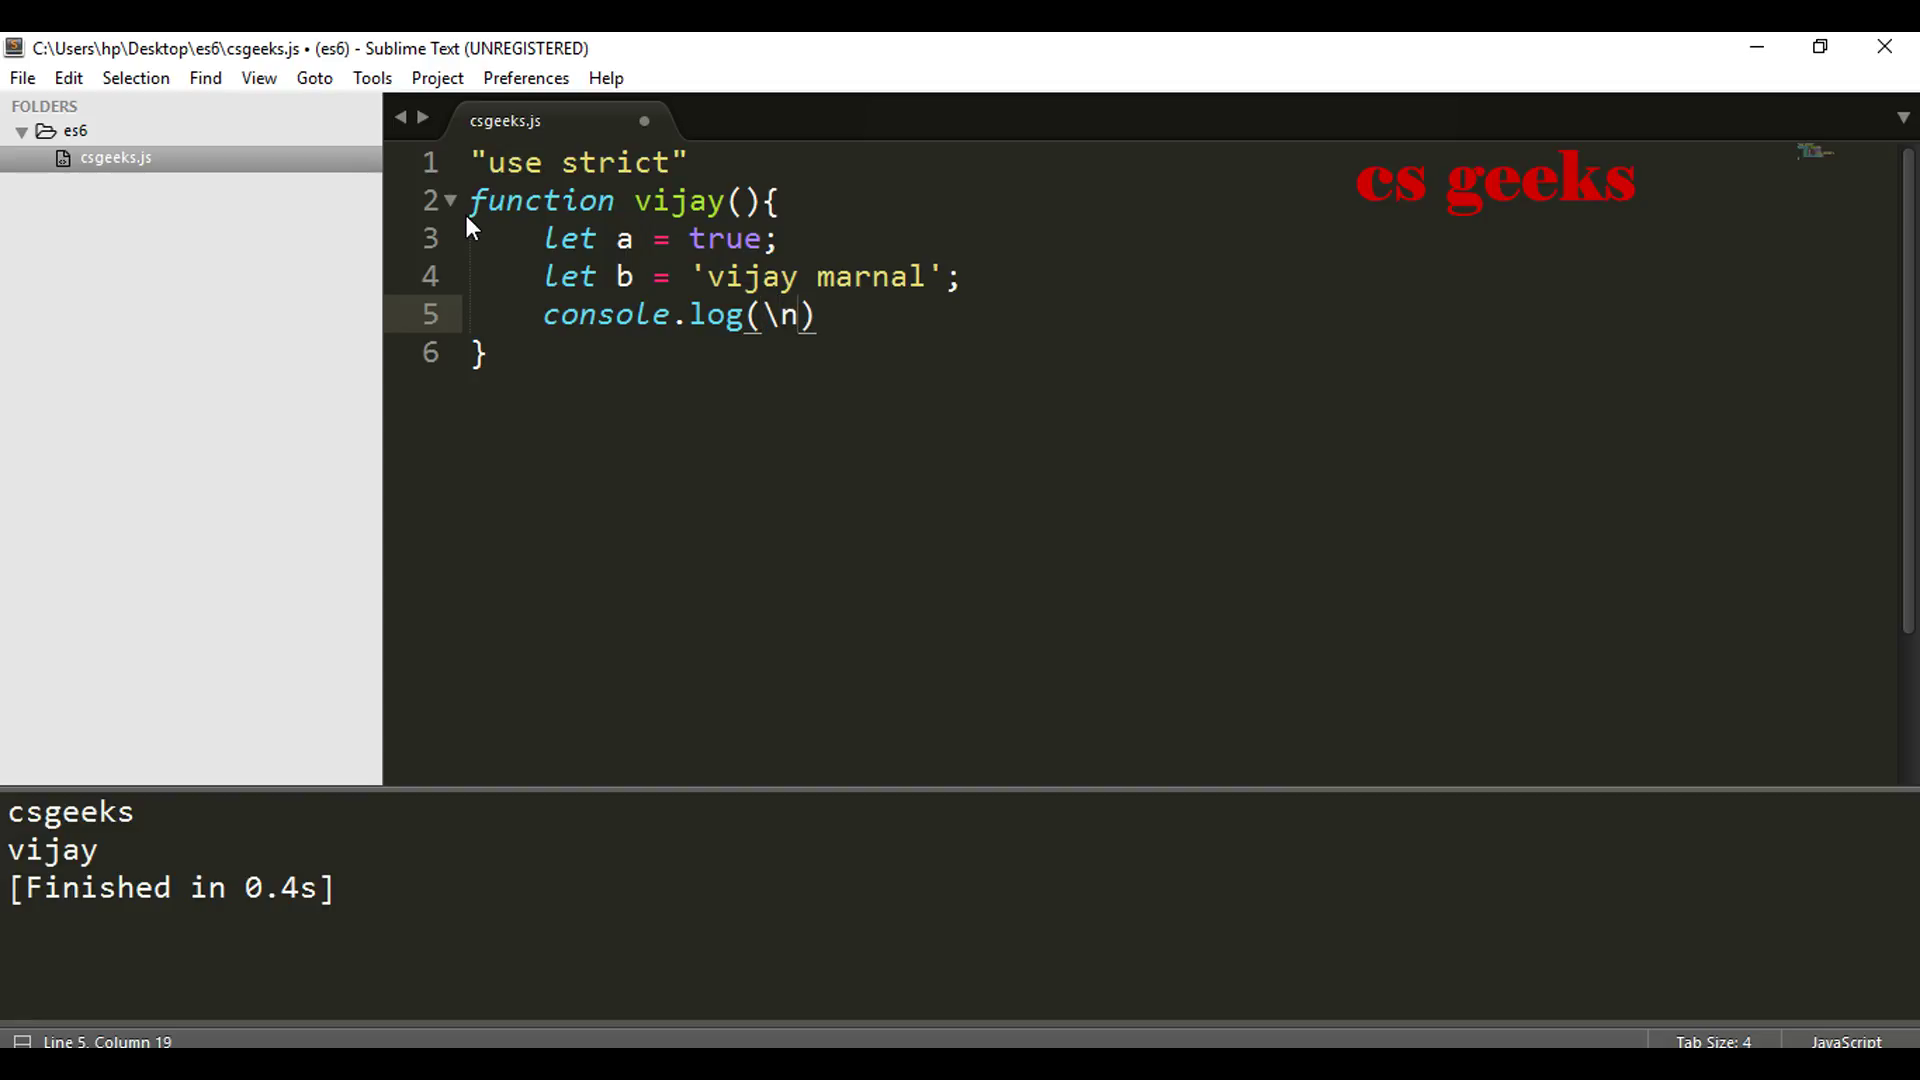 C:\Users\hp\Desktop\es6\csgeeks.js • (es6) - Sublime Text (UNREGISTERED)
File Edit Selection Find View Goto Tools Project Preferences Help
FOLDERS
es6
csgeeks.js
csgeeks.js
cs geeks
1 "use strict"
2 function vijay(){
3     let a = true;
4     let b = 'vijay marnal';
5     console.log(\n)
6 }
csgeeks
vijay
[Finished in 0.4s]
Line 5, Column 19 Tab Size: 4 JavaScript